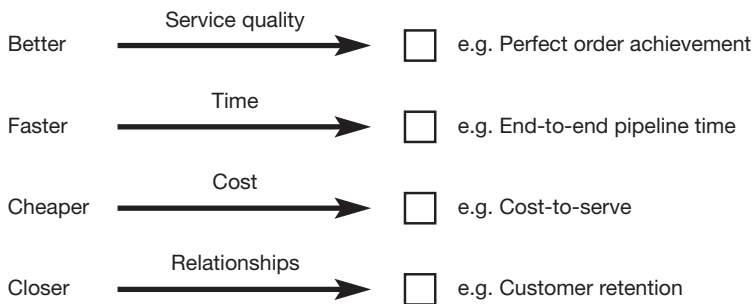 Service quality
Better e.g. Perfect order achievement
Time
Faster e.g. End-to-end pipeline time
Cost
Cheaper e.g. Cost-to-serve
Relationships
Closer e.g. Customer retention